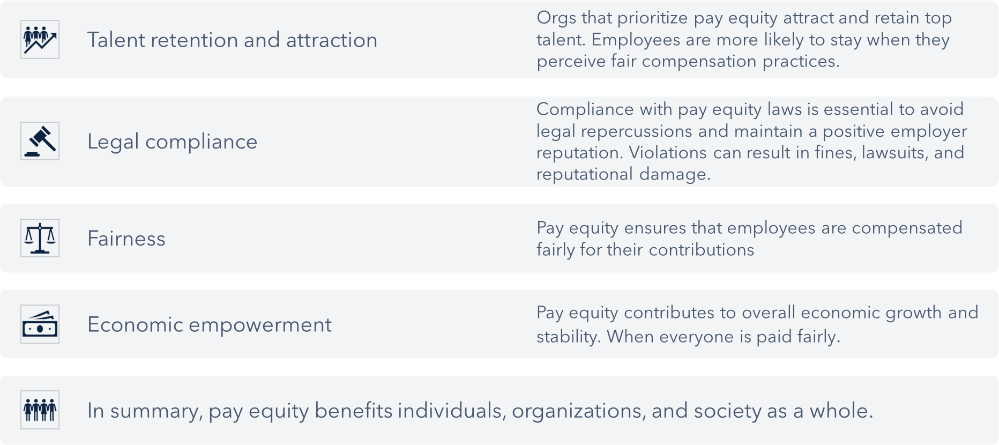 Talent retention and attraction
Orgs that prioritize pay equity attract and retain top
talent. Employees are more likely to stay when they
perceive fair compensation practices.
Legal compliance
Compliance with pay equity laws is essential to avoid
legal repercussions and maintain a positive employer
reputation. Violations can result in fines, lawsuits, and
reputational damage.
Fairness
Pay equity ensures that employees are compensated
fairly for their contributions
Economic empowerment
Pay equity contributes to overall economic growth and
stability. When everyone is paid fairly.
In summary, pay equity benefits individuals, organizations, and society as a whole.